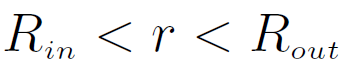 R_{in} < r < R_{out}